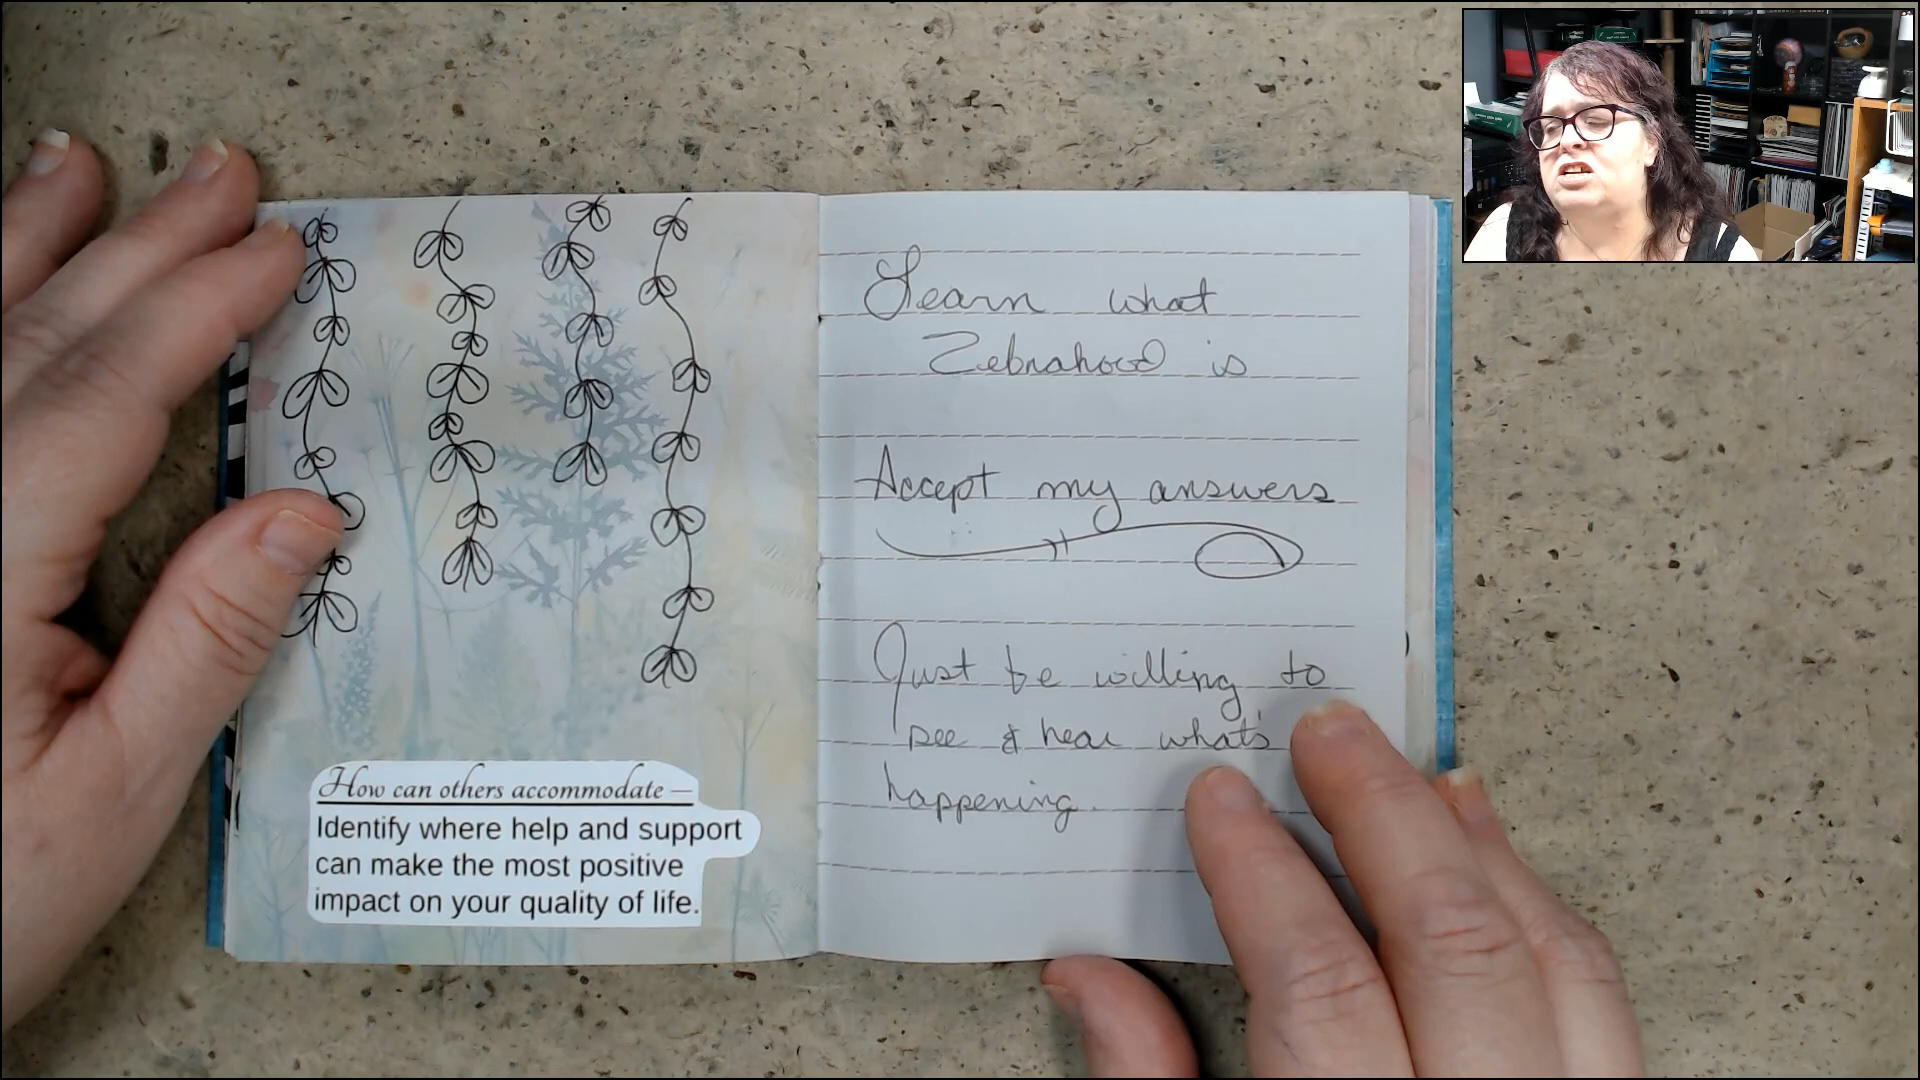 How can others accommodate —
Identify where help and support
can make the most positive
impact on your quality of life.
Learn what
Zebrahood is
Accept my answers
Just be willing to
see & hear what's
happening.